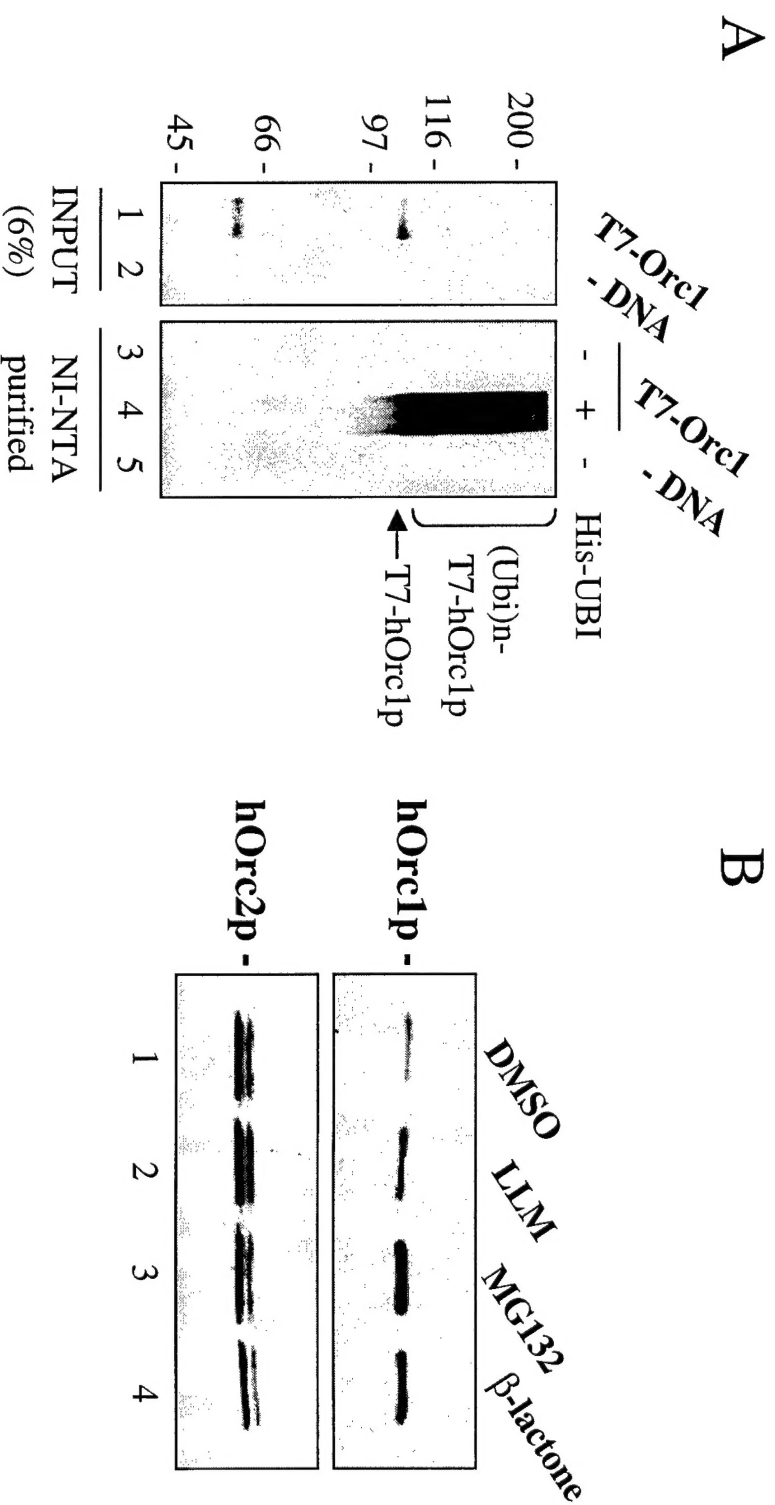 A
T7-Orc1
- DNA
T7-Orc1
- DNA
- + - His-UBI
200 -
116 -
97 -
66 -
45 -
(Ubi)n-
T7-hOrc1p
T7-hOrc1p
1 2 3 4 5
INPUT
(6%)
NI-NTA
purified
B
DMSO
LLM
MG132
β-lactone
hOrc1p -
hOrc2p -
1 2 3 4